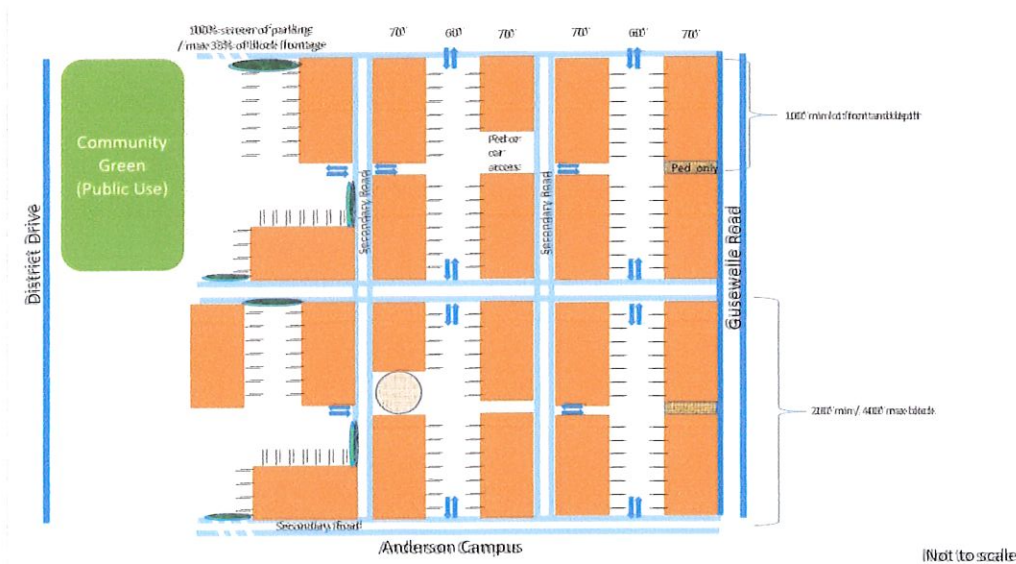 100% screen of parking
/ max 33% of block frontage
70'
60'
70'
70'
60'
70'
Community
Green
(Public Use)
District Drive
Secondary Road
Ped or
car
access
Secondary Road
Ped only
Gusewelle Road
100' min lot front and depth
200' min / 400' max block
Secondary Road
Anderson Campus
Not to scale